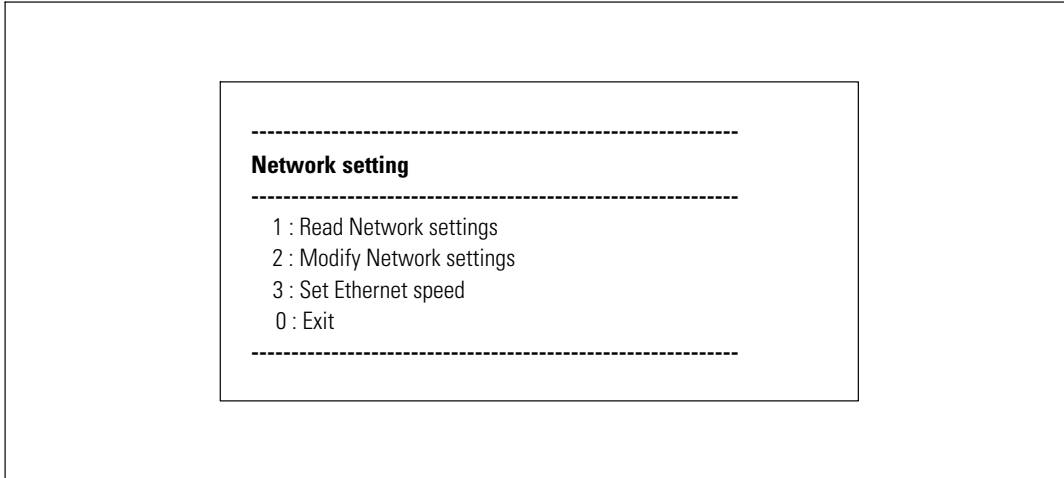 ------------------------------------------------------------
Network setting
------------------------------------------------------------
1 : Read Network settings
2 : Modify Network settings
3 : Set Ethernet speed
0 : Exit
------------------------------------------------------------